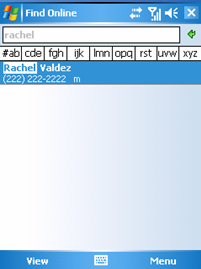 Find Online
rachel
#ab cde fgh ijk lmn opq rst uvw xyz
Rachel Valdez
(222) 222-2222 m
View Menu